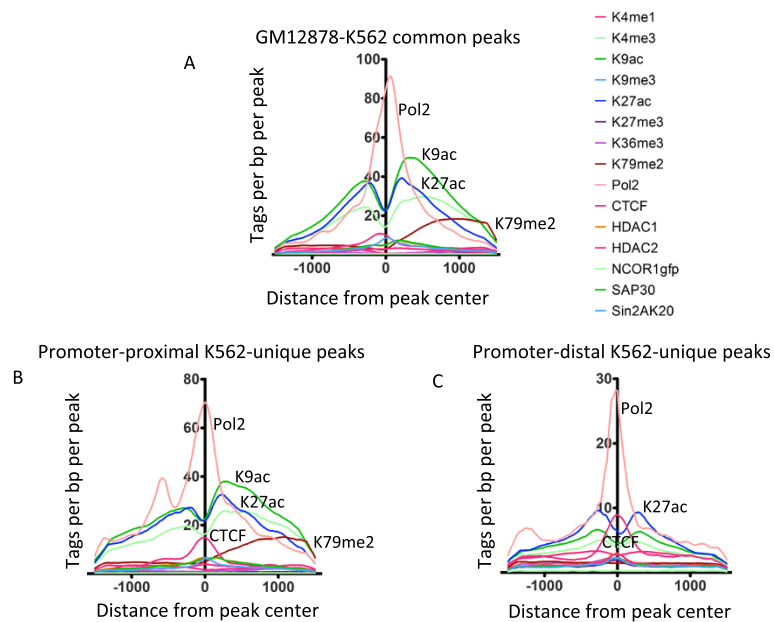 GM12878-K562 common peaks
A
Tags per bp per peak
100
80
60
40
20
Pol2
K9ac
K27ac
K79me2
-1000
0
1000
Distance from peak center
K4me1
K4me3
K9ac
K9me3
K27ac
K27me3
K36me3
K79me2
Pol2
CTCF
HDAC1
HDAC2
NCOR1gfp
SAP30
Sin2AK20
Promoter-proximal K562-unique peaks
B
Tags per bp per peak
80
60
40
20
Pol2
K9ac
K27ac
CTCF
K79me2
-1000
0
1000
Distance from peak center
Promoter-distal K562-unique peaks
C
Tags per bp per peak
30
20
10
Pol2
K27ac
CTCF
-1000
0
1000
Distance from peak center